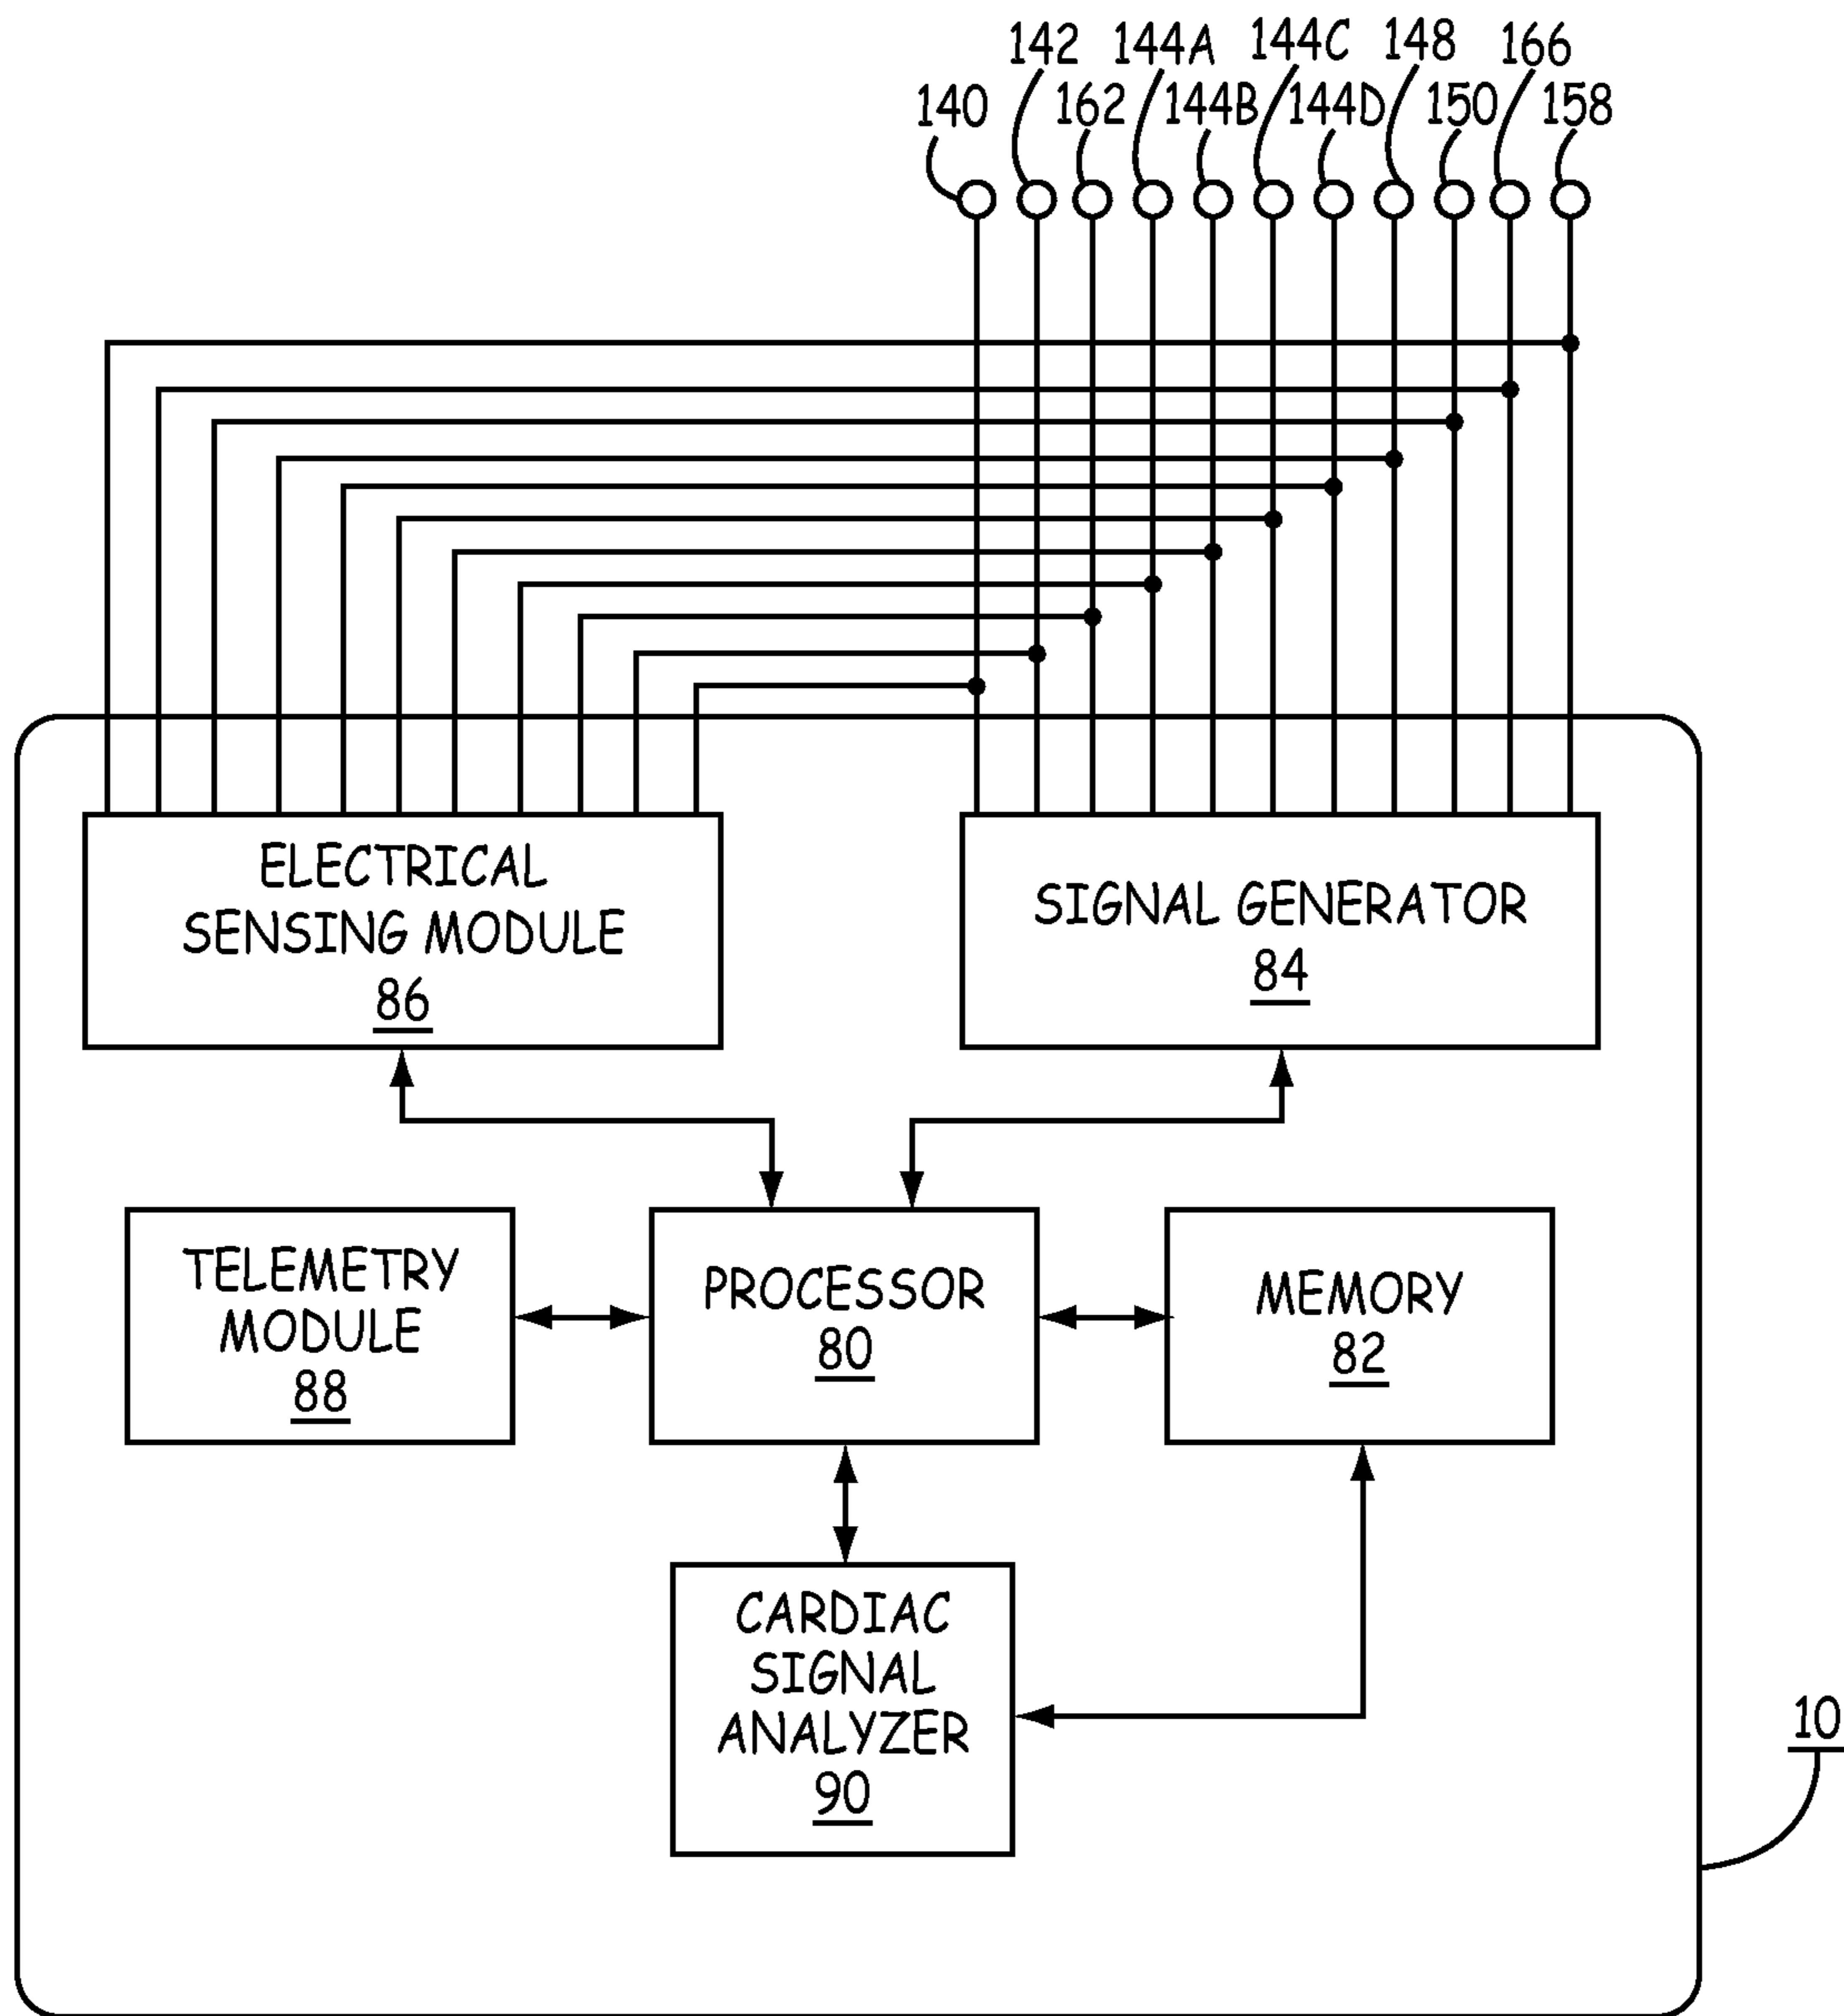 142 144A 144C 148 166
140 162 144B 144D 150 158
ELECTRICAL
SENSING MODULE
86
SIGNAL GENERATOR
84
TELEMETRY
MODULE
88
PROCESSOR
80
MEMORY
82
CARDIAC
SIGNAL
ANALYZER
90
10